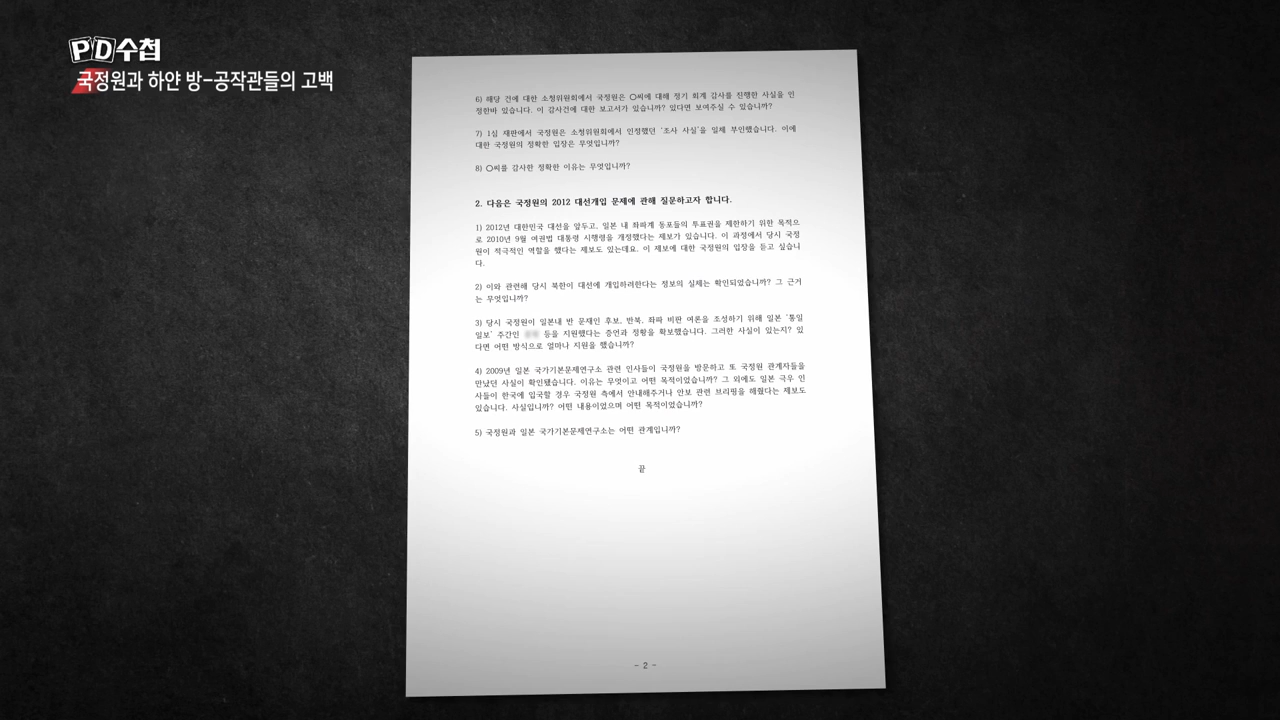 PD수첩
국정원과 하얀 방-공작관들의 고백
6) 해당 건에 대한 소청위원회에서 국정원은 〇씨에 대해 정기 회계 감사를 진행한 사실을 인
정한바 있습니다. 이 감사건에 대한 보고서가 있습니까? 있다면 보여주실 수 있습니까?
7) 1심 재판에서 국정원은 소청위원회에서 인정했던 '조사 사실'을 일체 부인했습니다. 이에
대한 국정원의 정확한 입장은 무엇입니까?
8) 〇씨를 감사한 정확한 이유는 무엇입니까?
2. 다음은 국정원의 2012 대선개입 문제에 관해 질문하고자 합니다.
1) 2012년 대한민국 대선을 앞두고, 일본 내 좌파계 동포들의 투표권을 제한하기 위한 목적으
로 2010년 9월 여권법 대통령 시행령을 개정했다는 제보가 있습니다. 이 과정에서 당시 국정
원이 적극적인 역할을 했다는 제보도 있는데요. 이 제보에 대한 국정원의 입장을 듣고 싶습니
다.
2) 이와 관련해 당시 북한이 대선에 개입하려한다는 정보의 실체는 확인되었습니까? 그 근거
는 무엇입니까?
3) 당시 국정원이 일본내 반 문재인 후보, 반북, 좌파 비판 여론을 조성하기 위해 일본 '통일
일보' 주간인 등을 지원했다는 증언과 정황을 확보했습니다. 그러한 사실이 있는지? 있
다면 어떤 방식으로 얼마나 지원을 했습니까?
4) 2009년 일본 국가기본문제연구소 관련 인사들이 국정원을 방문하고 또 국정원 관계자들을
만났던 사실이 확인됐습니다. 이유는 무엇이고 어떤 목적이었습니까? 그 외에도 일본 극우 인
사들이 한국에 입국할 경우 국정원 측에서 안내해주거나 안보 관련 브리핑을 해줬다는 제보도
있습니다. 사실입니까? 어떤 내용이었으며 어떤 목적이었습니까?
5) 국정원과 일본 국가기본문제연구소는 어떤 관계입니까?
끝
- 2 -